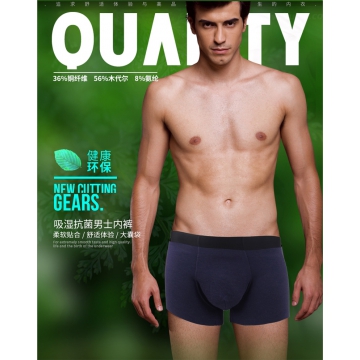 QUALITY
36%铜纤维 56%木代尔 8%氨纶
健康
环保
NEW CUTTING
GEARS.
吸湿抗菌男士内裤
柔软贴合/舒适体验/大囊袋